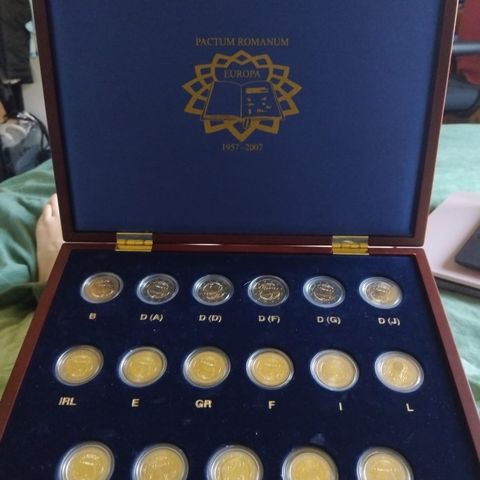 PACTUM ROMANUM
EUROPA
1957-2007
B D (A) D (D) D (F) D (G) D (J)
IRL E GR F I L